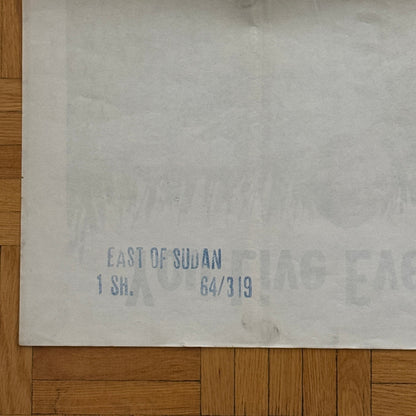 EAST OF SUDAN
1 SH. 64/319